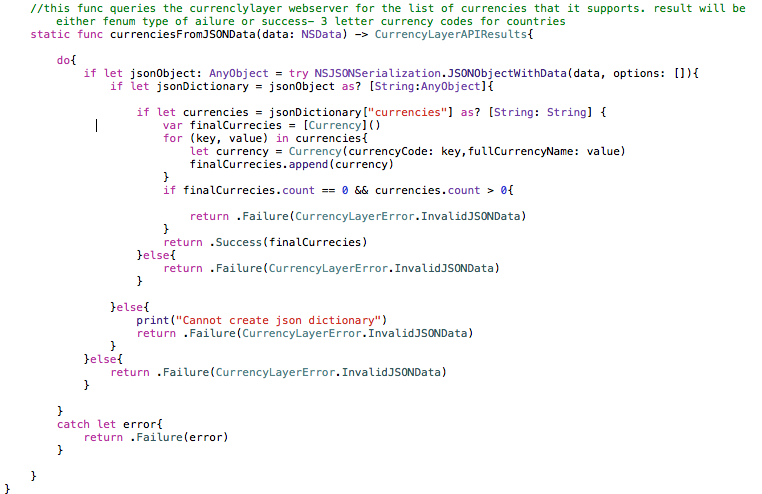 //this func queries the currenclylayer webserver for the list of currencies that it supports. result will be
either fenum type of ailure or success- 3 letter currency codes for countries
static func currenciesFromJSONData(data: NSData) -> CurrencyLayerAPIResults{
do{
if let jsonObject: AnyObject = try NSJSONSerialization.JSONObjectWithData(data, options: []){
if let jsonDictionary = jsonObject as? [String:AnyObject]{
if let currencies = jsonDictionary["currencies"] as? [String: String] {
var finalCurrecies = [Currency]()
for (key, value) in currencies{
let currency = Currency(currencyCode: key,fullCurrencyName: value)
finalCurrecies.append(currency)
}
if finalCurrecies.count == 0 && currencies.count > 0{
return .Failure(CurrencyLayerError.InvalidJSONData)
}
return .Success(finalCurrecies)
}else{
return .Failure(CurrencyLayerError.InvalidJSONData)
}
}else{
print("Cannot create json dictionary")
return .Failure(CurrencyLayerError.InvalidJSONData)
}
}else{
return .Failure(CurrencyLayerError.InvalidJSONData)
}
}
catch let error{
return .Failure(error)
}
}
}